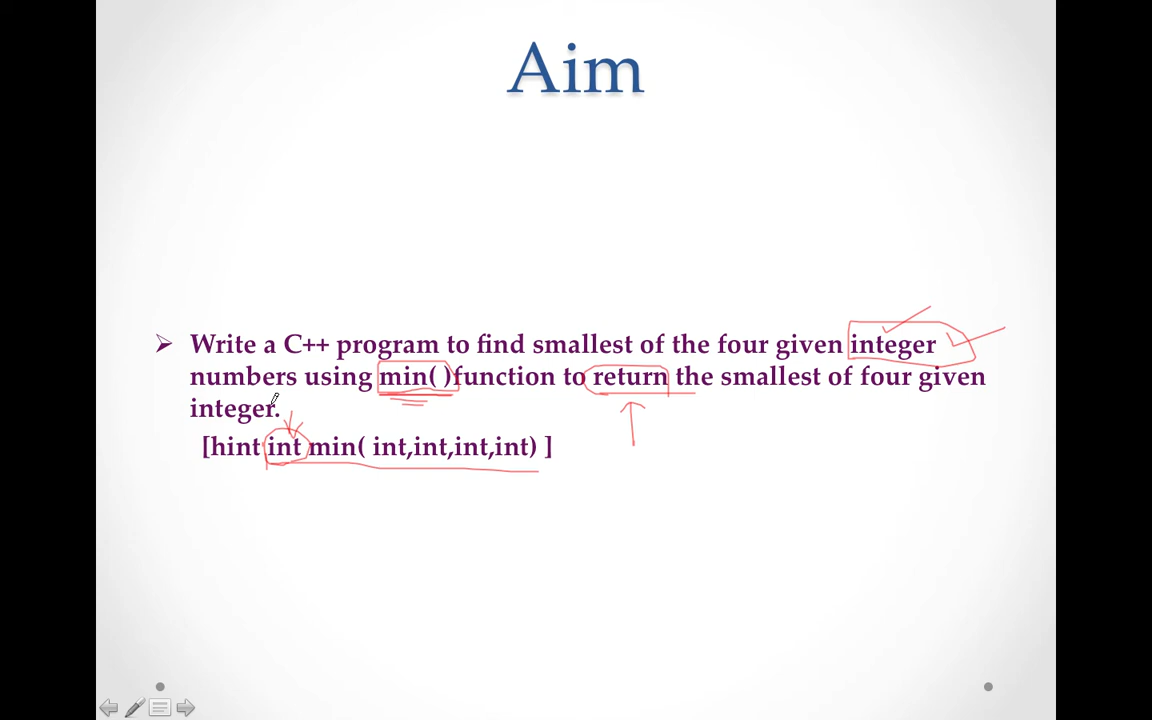 Aim
Write a C++ program to find smallest of the four given integer
numbers using min( )function to return the smallest of four given
integer.
[hint int min( int,int,int,int) ]